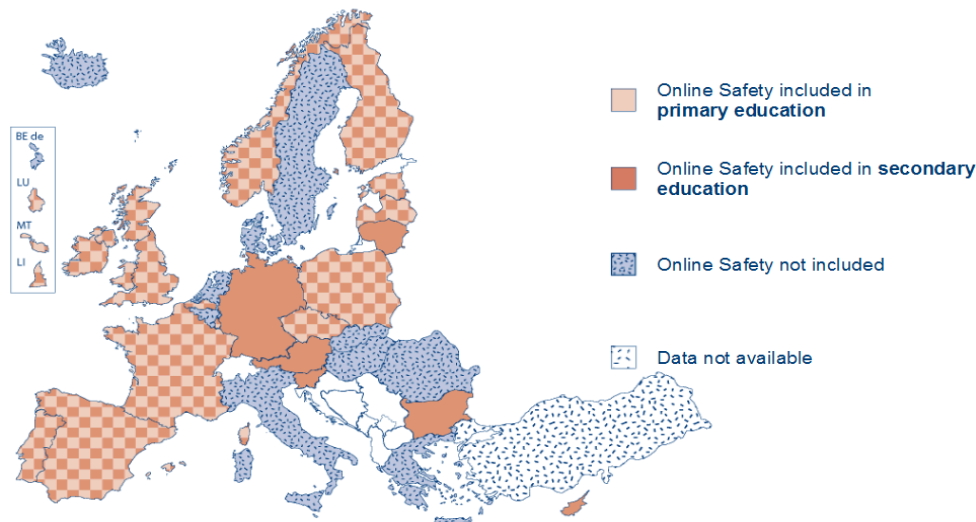 Online Safety included in
primary education
Online Safety included in secondary
education
Online Safety not included
Data not available
BE de
LU
MT
LI